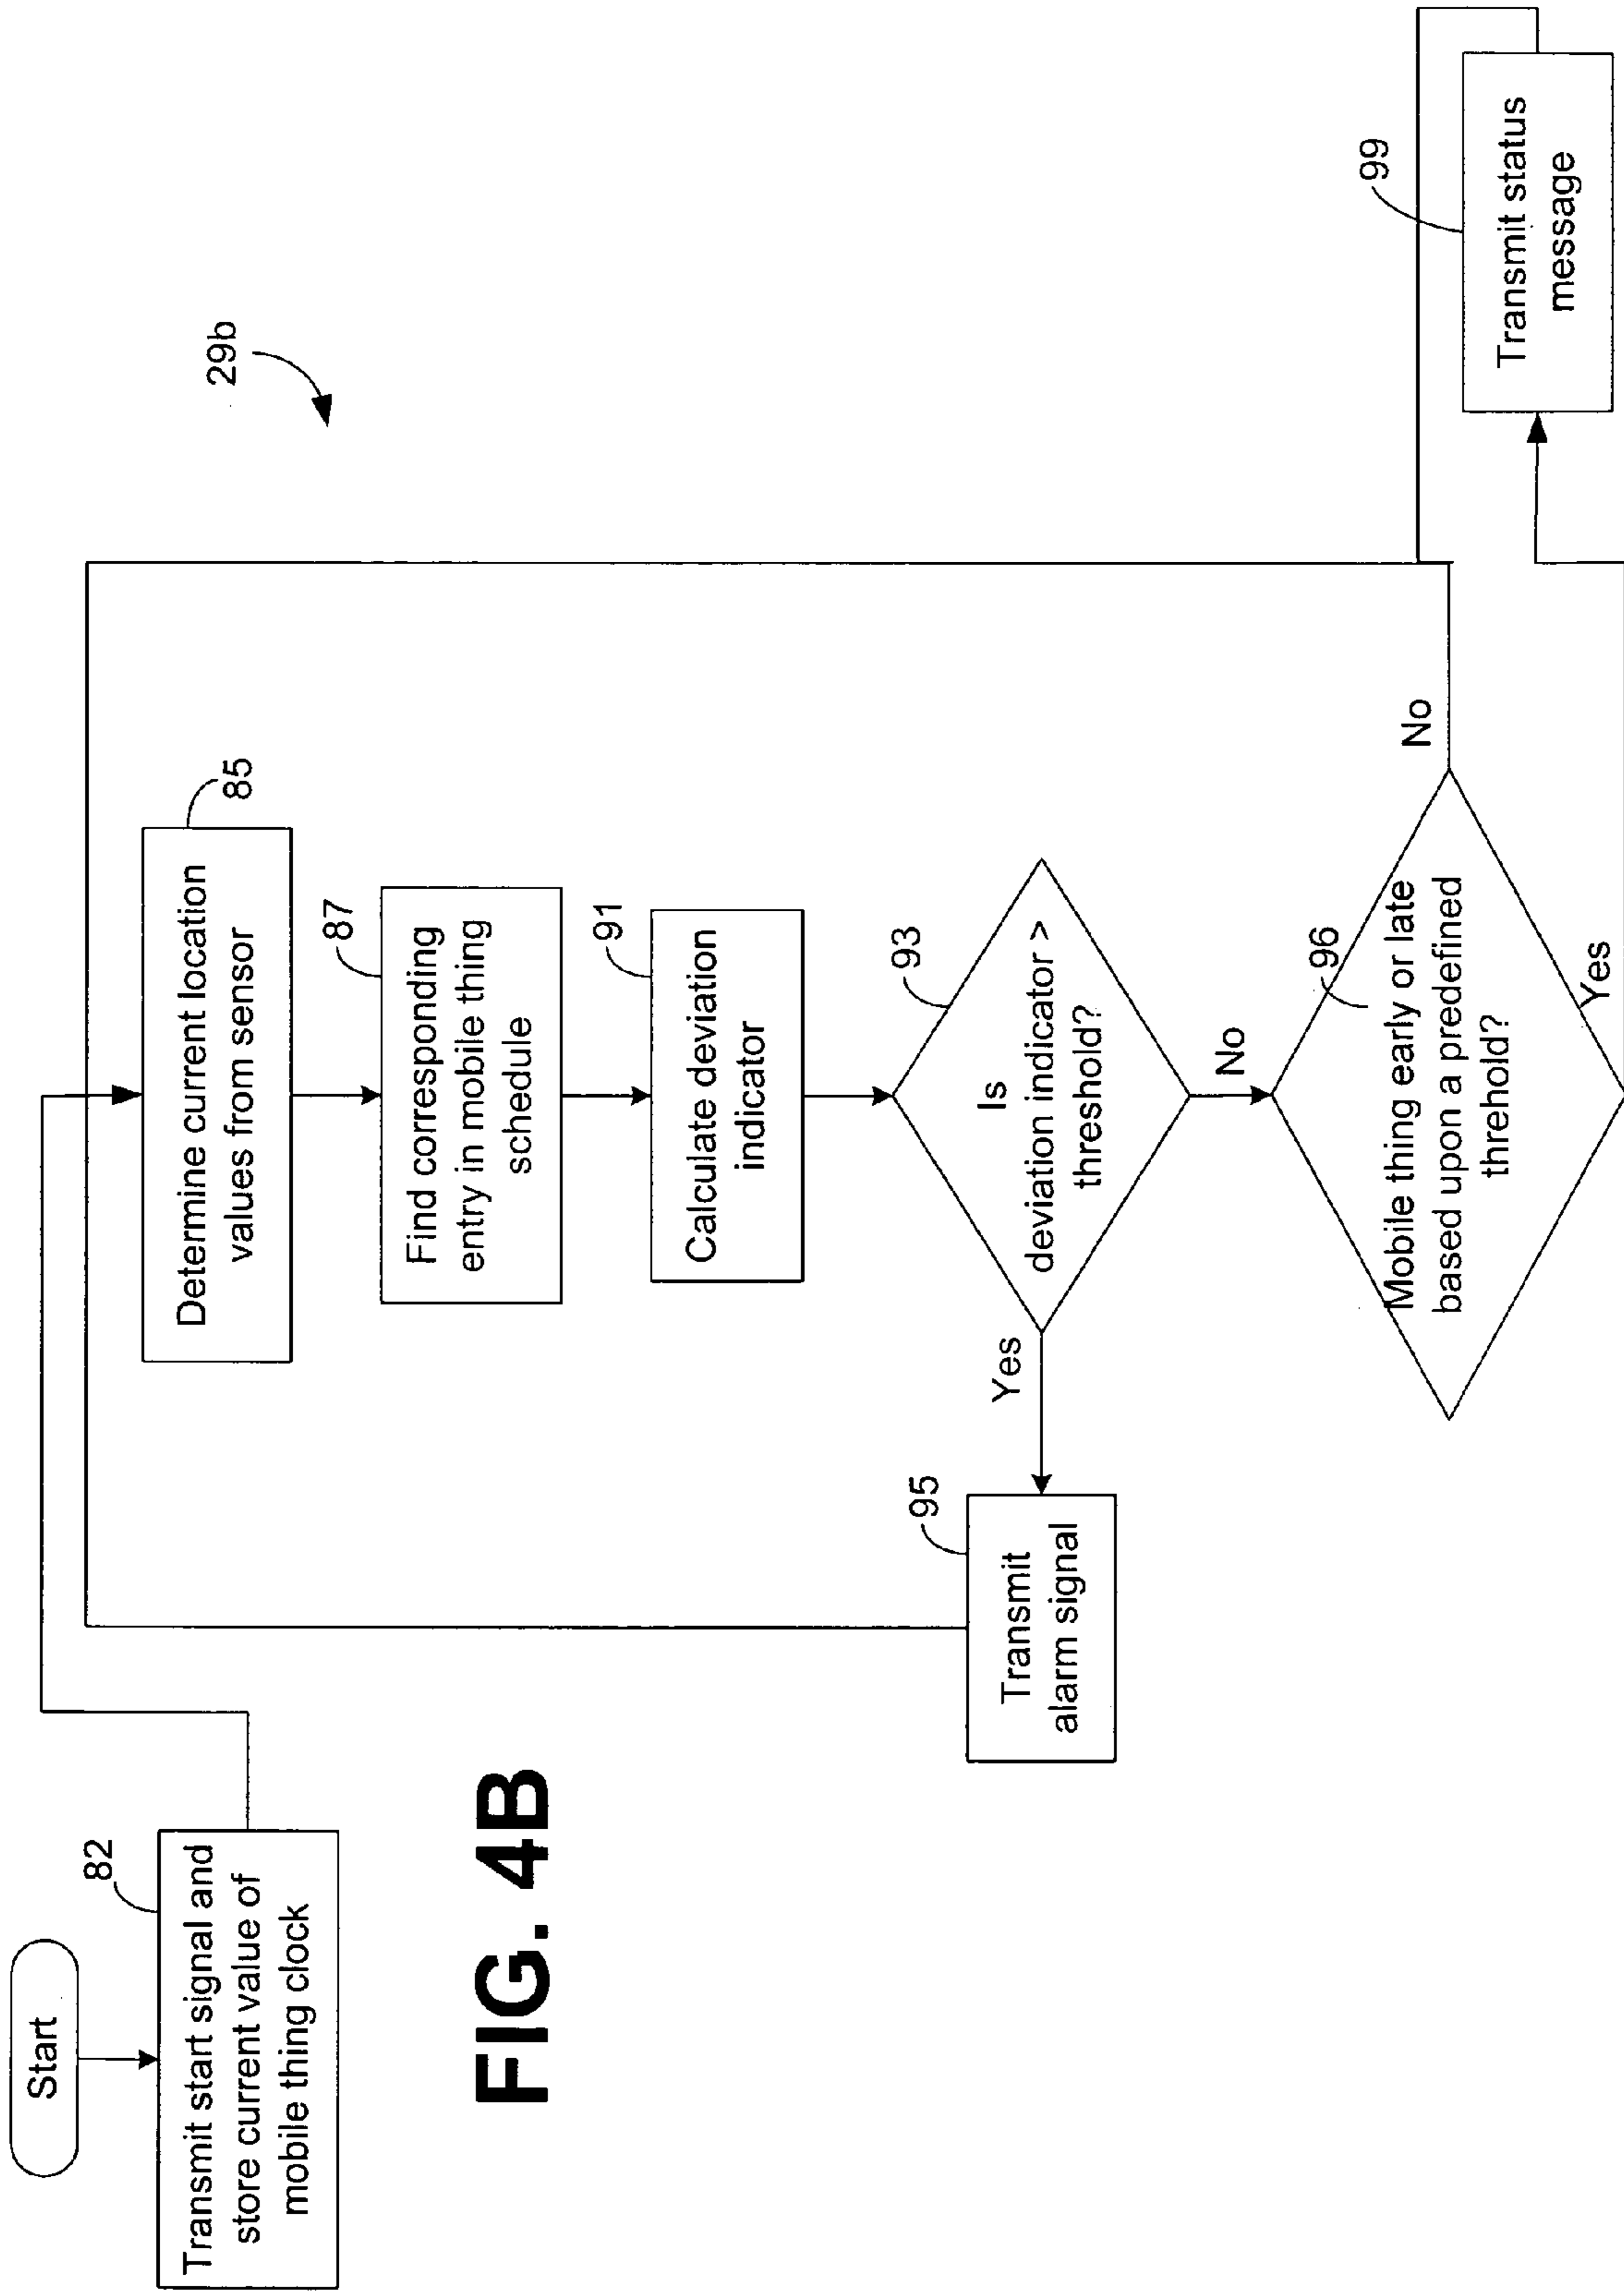 Start
82
Transmit start signal and
store current value of
mobile thing clock
FIG. 4B
29b
Determine current location
values from sensor
85
Find corresponding
entry in mobile thing
schedule
87
Calculate deviation
indicator
91
Is
deviation indicator >
threshold?
93
Yes
No
Transmit
alarm signal
95
Mobile thing early or late
based upon a predefined
threhold?
96
No
Yes
Transmit status
message
99